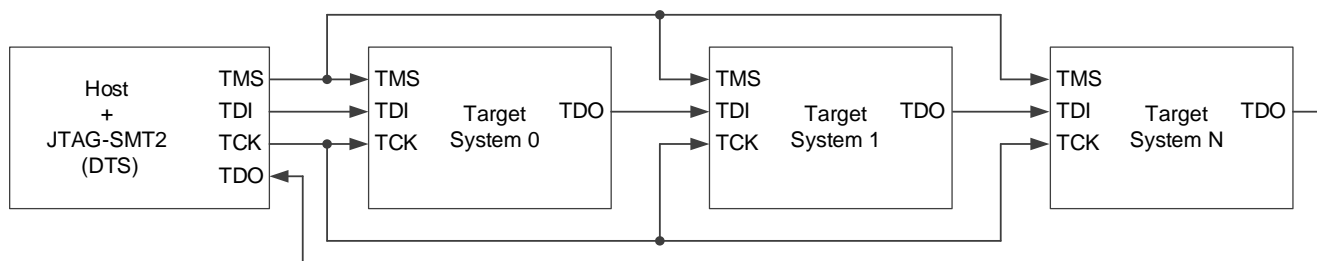 Host
+
JTAG-SMT2
(DTS)
TMS
TDI
TCK
TDO
TMS
TDI
TCK
Target
System 0
TDO
TMS
TDI
TCK
Target
System 1
TDO
TMS
TDI
TCK
Target
System N
TDO